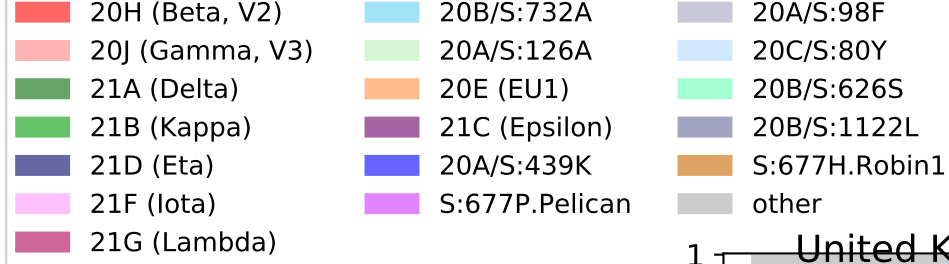 20H (Beta, V2)
20J (Gamma, V3)
21A (Delta)
21B (Kappa)
21D (Eta)
21F (Iota)
21G (Lambda)
20B/S:732A
20A/S:126A
20E (EU1)
21C (Epsilon)
20A/S:439K
S:677P.Pelican
20A/S:98F
20C/S:80Y
20B/S:626S
20B/S:1122L
S:677H.Robin1
other
United K
1